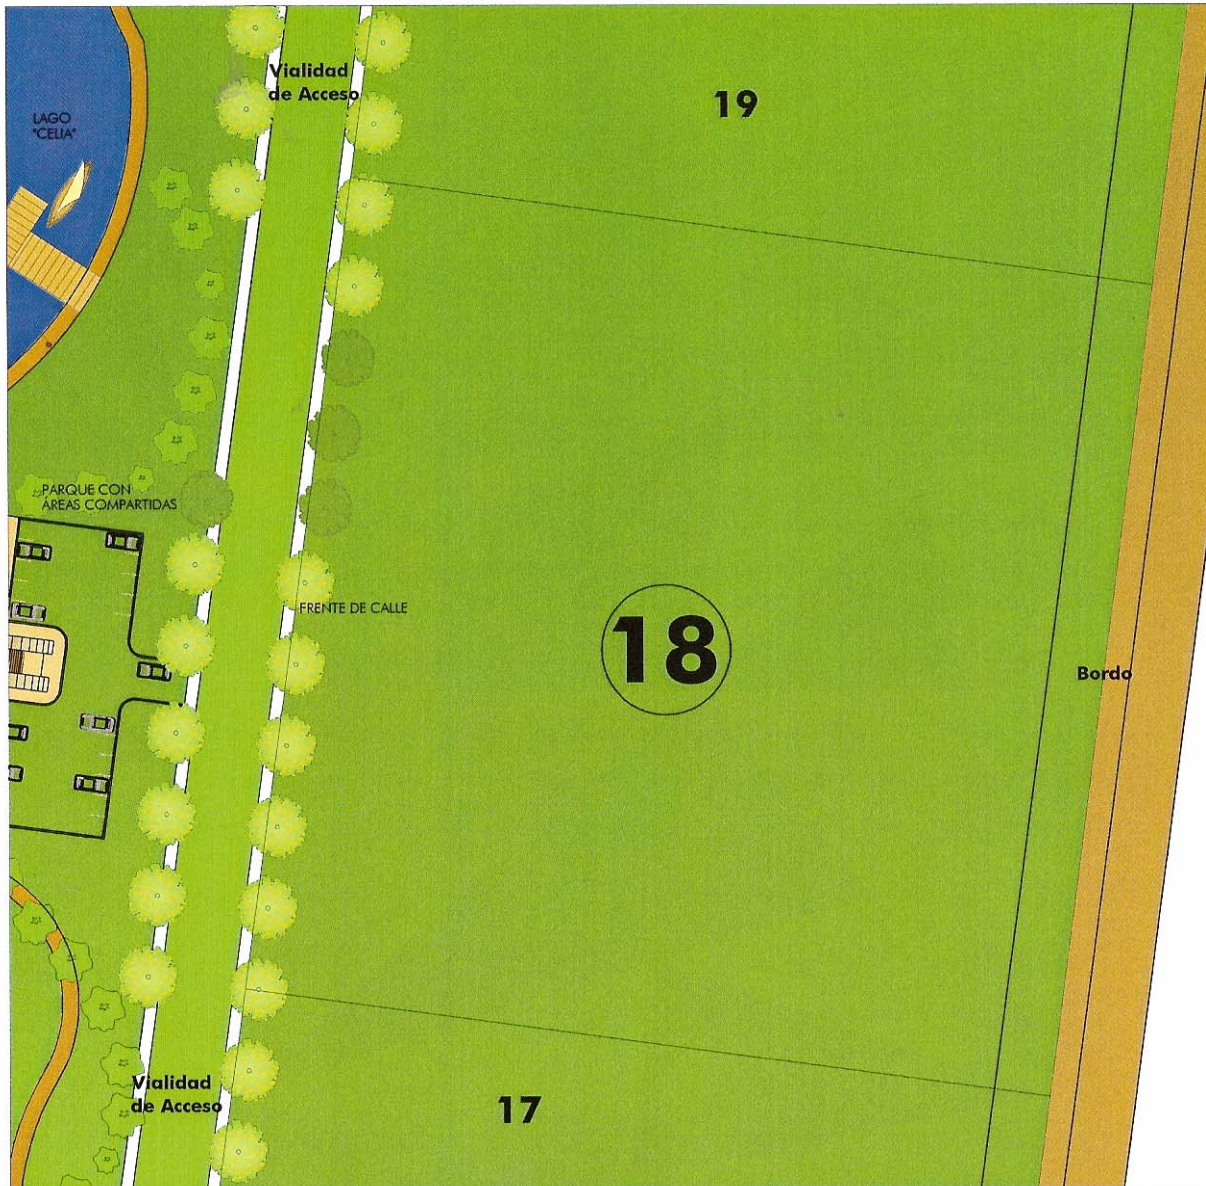 Vialidad
de Acceso
19
LAGO
"CELIA"
PARQUE CON
ÁREAS COMPARTIDAS
FRENTE DE CALLE
18
Bordo
Vialidad
de Acceso
17